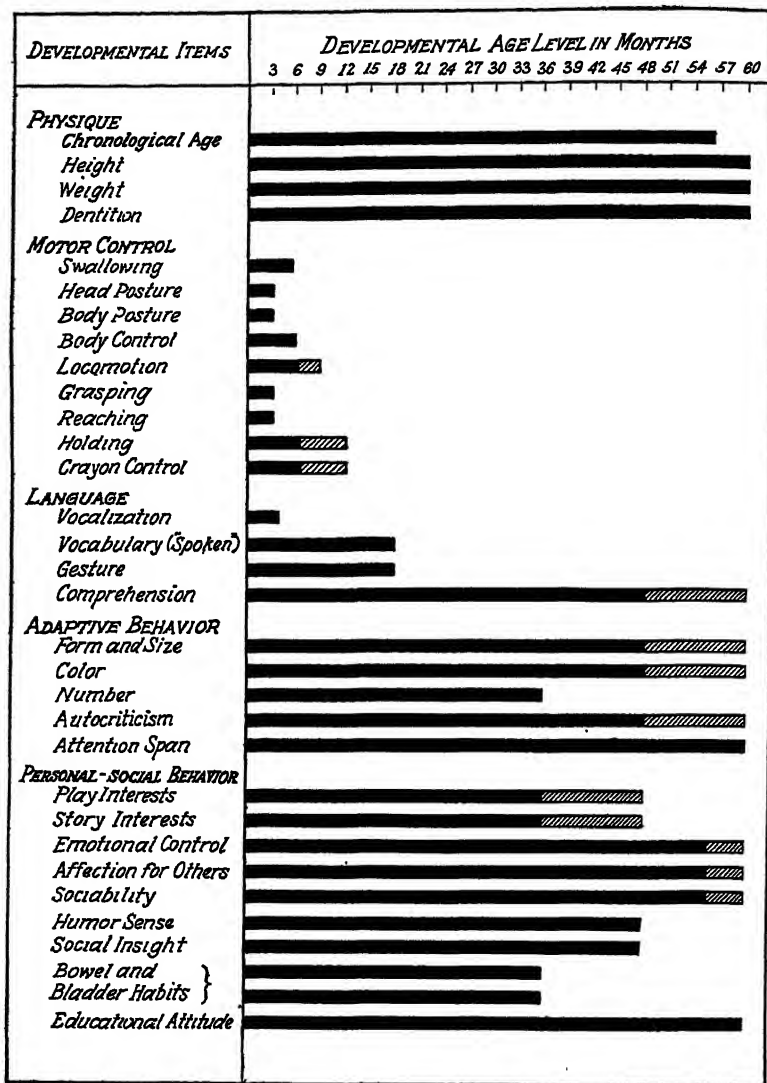 DEVELOPMENTAL ITEMS
DEVELOPMENTAL AGE LEVEL IN MONTHS
3 6 9 12 15 18 21 24 27 30 33 36 39 42 45 48 51 54 57 60
PHYSIQUE
Chronological Age
Height
Weight
Dentition
MOTOR CONTROL
Swallowing
Head Posture
Body Posture
Body Control
Locomotion
Grasping
Reaching
Holding
Crayon Control
LANGUAGE
Vocalization
Vocabulary ("Spoken")
Gesture
Comprehension
ADAPTIVE BEHAVIOR
Form and Size
Color
Number
Autocriticism
Attention Span
PERSONAL-SOCIAL BEHAVIOR
Play Interests
Story Interests
Emotional Control
Affection for Others
Sociability
Humor Sense
Social Insight
Bowel and }
Bladder Habits
Educational Attitude